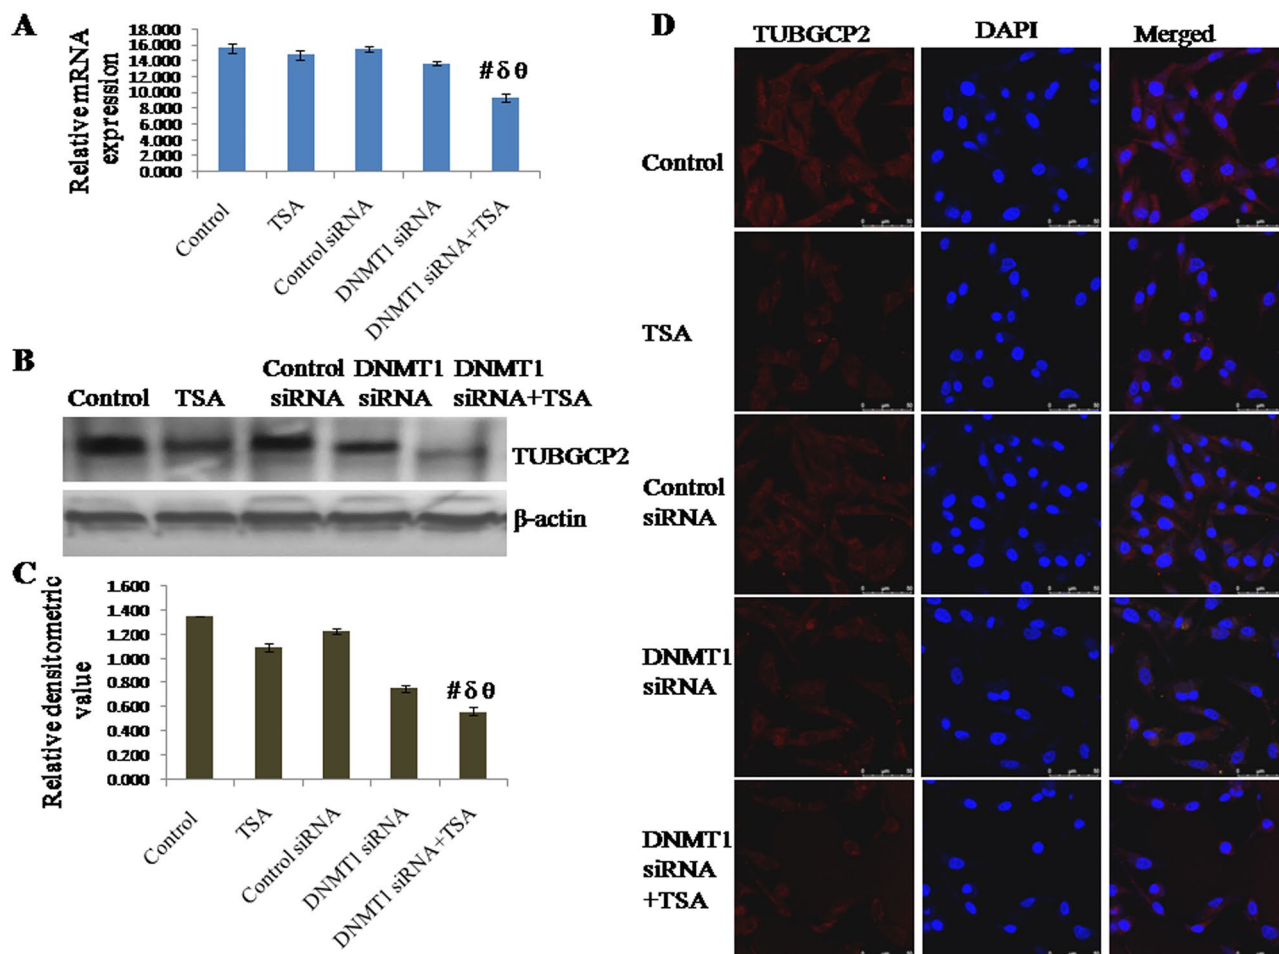 A
18.000
16.000
14.000
12.000
10.000
8.000
6.000
4.000
2.000
0.000
Relative mRNA
expression
#δθ
Control
TSA
Control siRNA
DNMT1 siRNA
DNMT1 siRNA+TSA
B
Control
TSA
Control
siRNA
DNMT1
siRNA
DNMT1
siRNA+TSA
TUBGCP2
β-actin
C
1.600
1.400
1.200
1.000
0.800
0.600
0.400
0.200
0.000
Relative densitometric
value
#δθ
Control
TSA
Control siRNA
DNMT1 siRNA
DNMT1 siRNA+TSA
D
TUBGCP2
DAPI
Merged
Control
TSA
Control
siRNA
DNMT1
siRNA
DNMT1
siRNA
+TSA